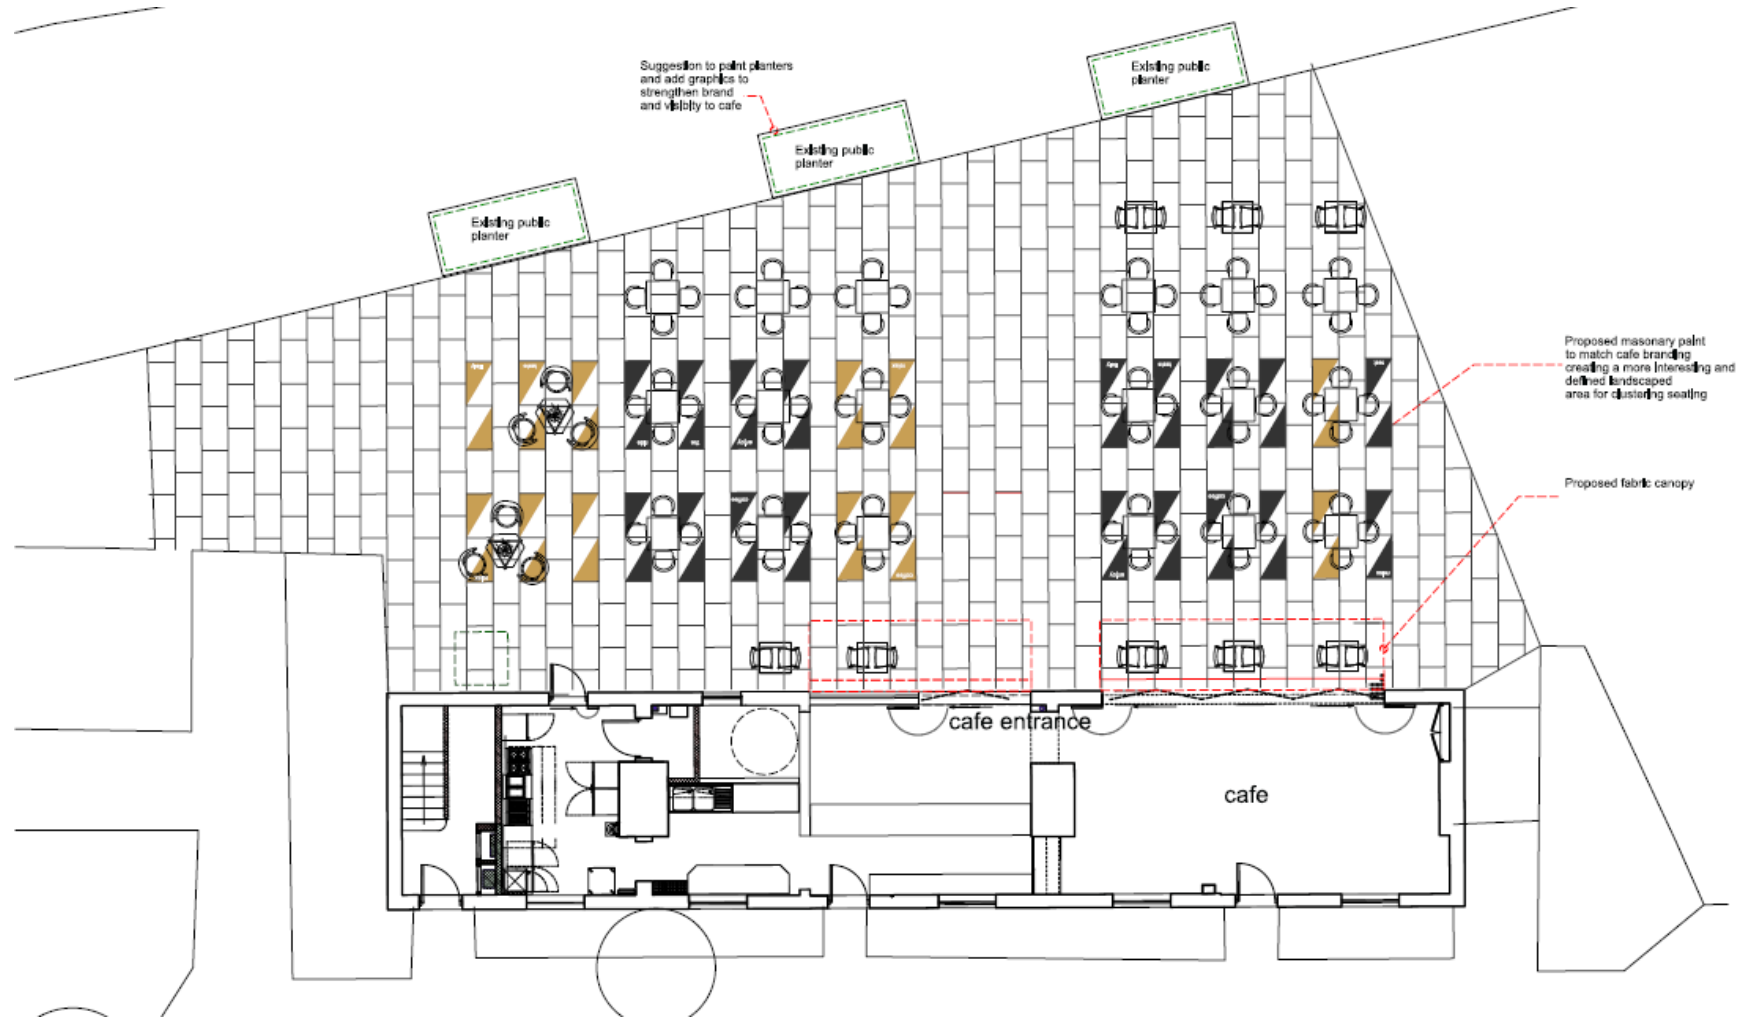 Suggestion to paint planters
and add graphics to
strengthen brand
and visibity to cafe
Existing public
planter
Existing public
planter
Existing public
planter
Proposed masonary paint
to match cafe branding
creating a more interesting and
defined landscaped
area for clustering seating
Proposed fabric canopy
cafe entrance
cafe